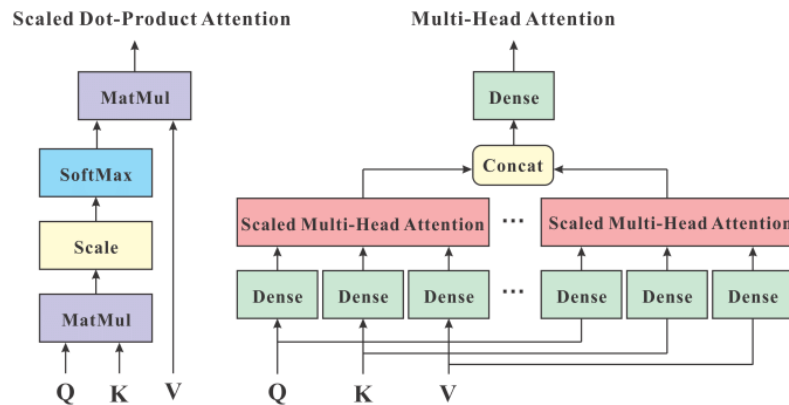 Scaled Dot-Product Attention
MatMul
SoftMax
Scale
MatMul
Q K V
Multi-Head Attention
Dense
Concat
Scaled Multi-Head Attention ... Scaled Multi-Head Attention
Dense Dense Dense ... Dense Dense Dense
Q K V